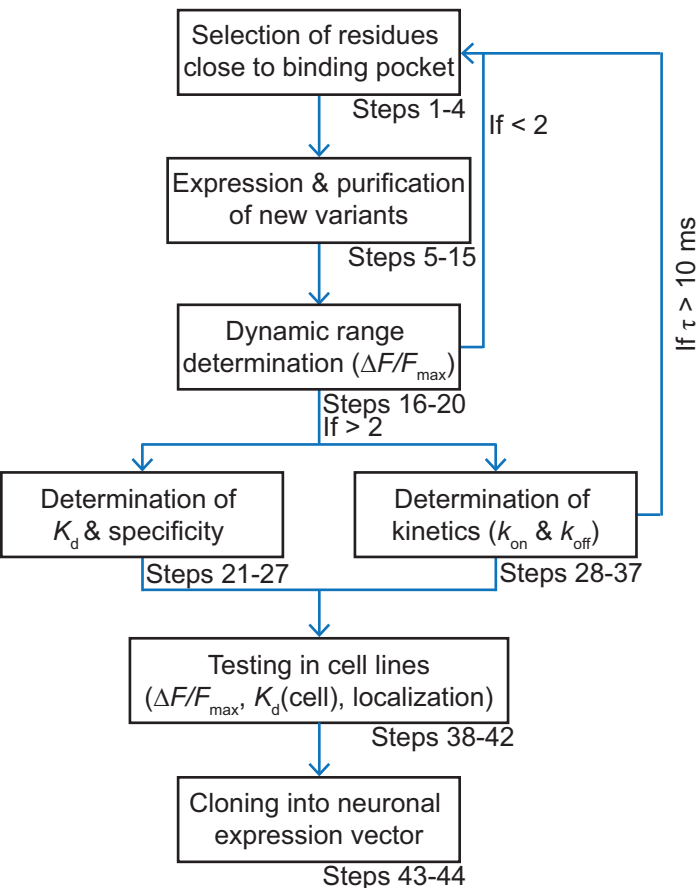 Selection of residues
close to binding pocket
Steps 1-4
If < 2
Expression & purification
of new variants
Steps 5-15
If τ > 10 ms
Dynamic range
determination (ΔF/Fmax)
Steps 16-20
If > 2
Determination of
Kd & specificity
Steps 21-27
Determination of
kinetics (kon & koff)
Steps 28-37
Testing in cell lines
(ΔF/Fmax, Kd(cell), localization)
Steps 38-42
Cloning into neuronal
expression vector
Steps 43-44